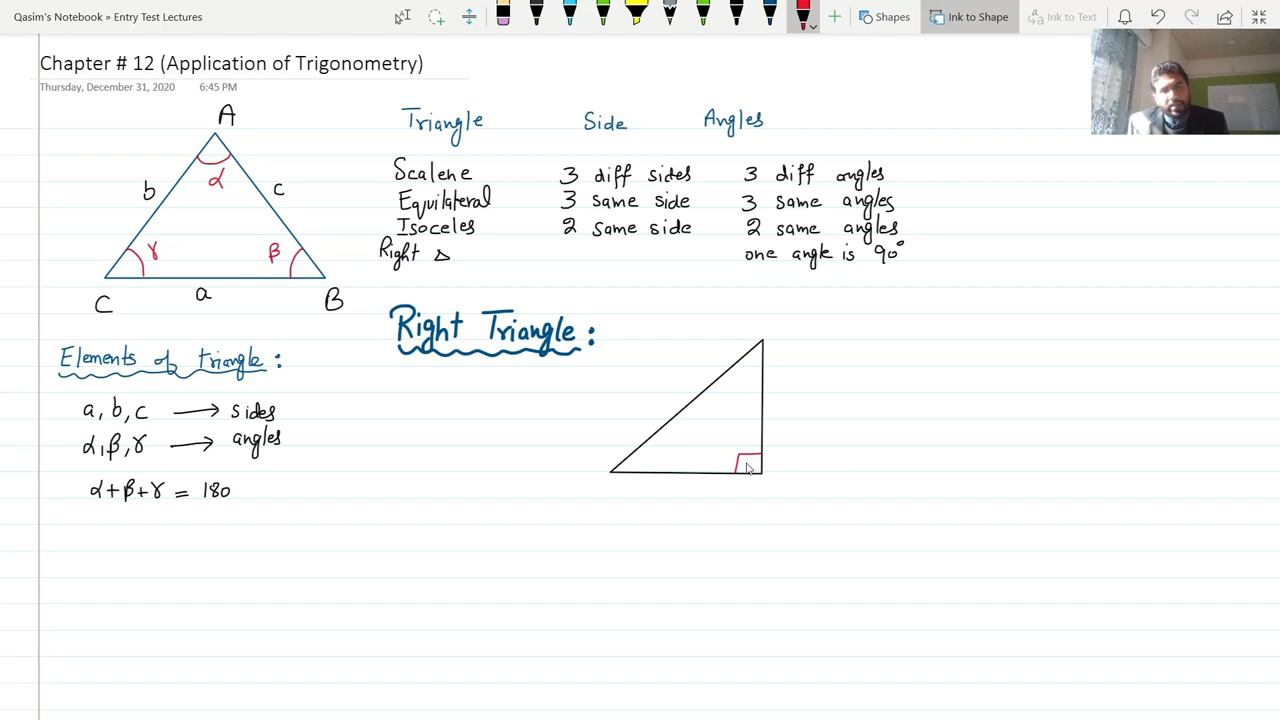 Qasim's Notebook » Entry Test Lectures
Shapes
Ink to Shape
Ink to Text
Chapter # 12 (Application of Trigonometry)
Thursday, December 31, 2020 6:45 PM
A
α
b
c
γ
β
C
a
B
Triangle Side Angles
Scalene 3 diff sides 3 diff angles
Equilateral 3 same side 3 same angles
Isoceles 2 same side 2 same angles
Right △ one angle is 90°
Right Triangle :
Elements of triangle :
a, b, c → sides
α, β, γ → angles
α+β+γ = 180